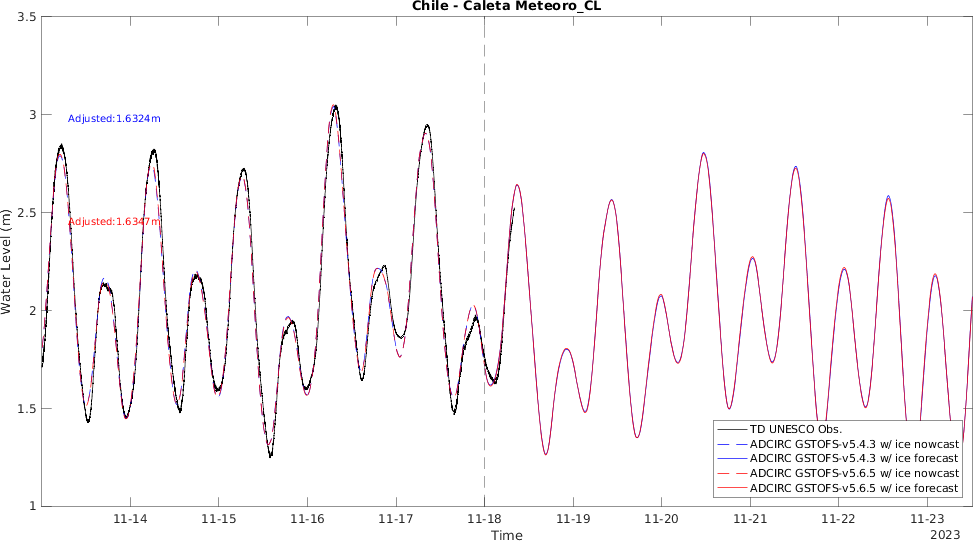 Chile - Caleta Meteoro_CL
3.5
3
2.5
2
1.5
1
Water Level (m)
Adjusted:1.6324m
Adjusted:1.6347m
TD UNESCO Obs.
ADCIRC GSTOFS-v5.4.3 w/ ice nowcast
ADCIRC GSTOFS-v5.4.3 w/ ice forecast
ADCIRC GSTOFS-v5.6.5 w/ ice nowcast
ADCIRC GSTOFS-v5.6.5 w/ ice forecast
11-14 11-15 11-16 11-17 11-18 11-19 11-20 11-21 11-22 11-23
2023
Time